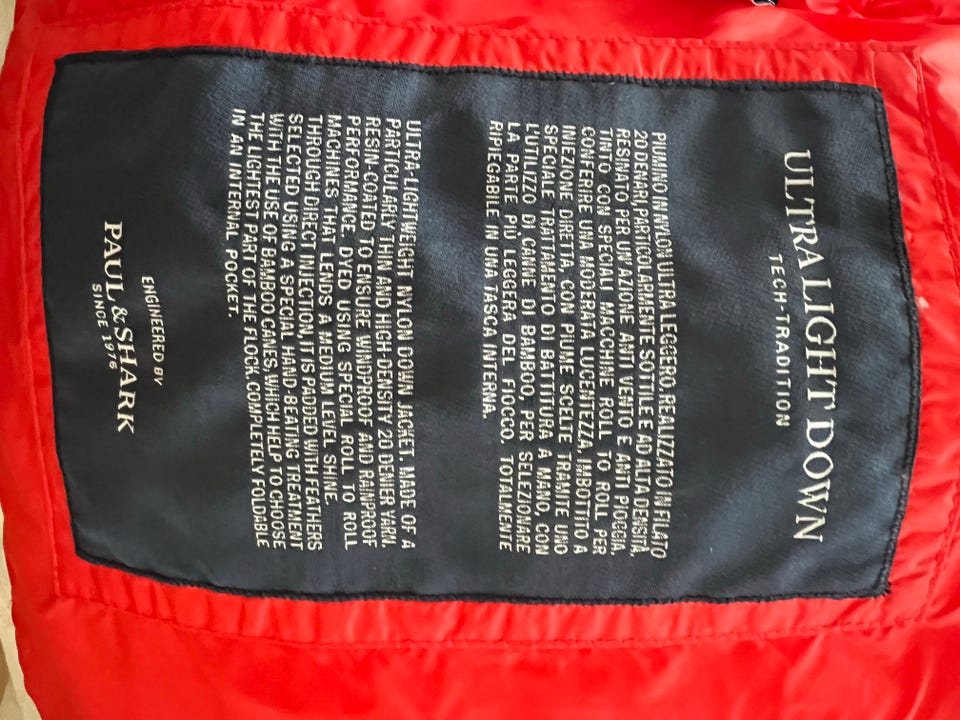 ULTRA LIGHT DOWN
TECH-TRADITION
PIUMINO IN NYLON ULTRA LEGGERO, REALIZZATO IN FILATO
20 DENARI, PARTICOLARMENTE SOTTILE E AD ALTA DENSITÀ,
RESINATO PER UN'AZIONE ANTI VENTO E ANTI PIOGGIA,
TINTO CON SPECIALI MACCHINE ROLL TO ROLL PER
CONFERIRE UNA MODERATA LUCENTEZZA, IMBOTTITO A
INIEZIONE DIRETTA, CON PIUME SCELTE TRAMITE UNO
SPECIALE TRATTAMENTO DI BATTITURA A MANO, CON
L'UTILIZO DI CANNE DI BAMBOO, PER SELEZIONARE
LA PARTE PIÙ LEGGERA DEL FIOCCO. TOTALMENTE
RIPIEGABILE IN UNA TASCA INTERNA.
ULTRA-LIGHTWEIGHT NYLON DOWN JACKET. MADE OF A
PARTICULARLY THIN AND HIGH-DENSITY 20 DENIER YARN,
RESIN-COATED TO ENSURE WINDPROOF AND RAINPROOF
PERFORMANCE, DYED USING SPECIAL ROLL TO ROLL
MACHINES THAT LENDS A MEDIUM LEVEL SHINE.
THROUGH DIRECT INJECTION, IT IS PADDED WITH FEATHERS
SELECTED USING A SPECIAL HAND-BEATING TREATMENT
WITH THE USE OF BAMBOO CANES, WHICH HELP TO CHOOSE
THE LIGHTEST PART OF THE FLOCK. COMPLETELY FOLDABLE
IN AN INTERNAL POCKET.
ENGINEERED BY
PAUL & SHARK
SINCE 1976